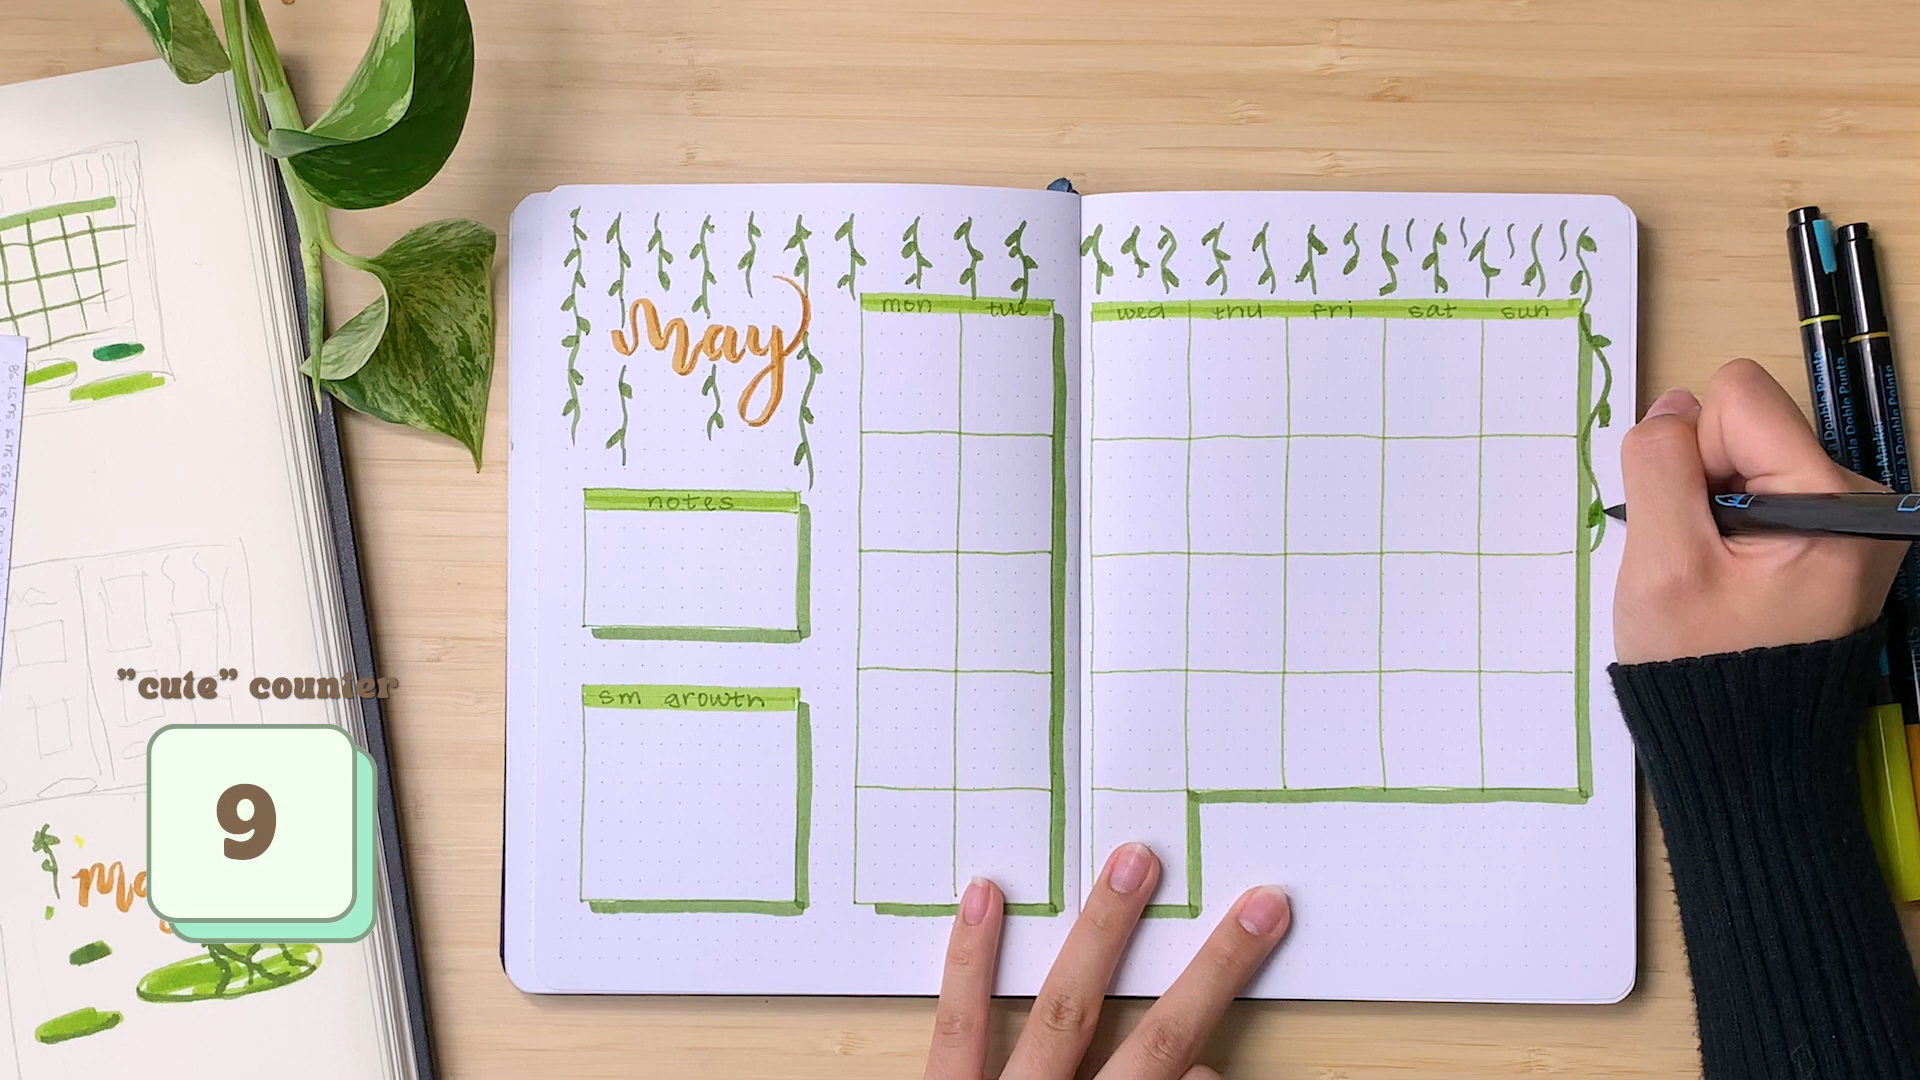 May
mon tue wed thu fri sat sun
notes
sm growth
"cute" counter
9